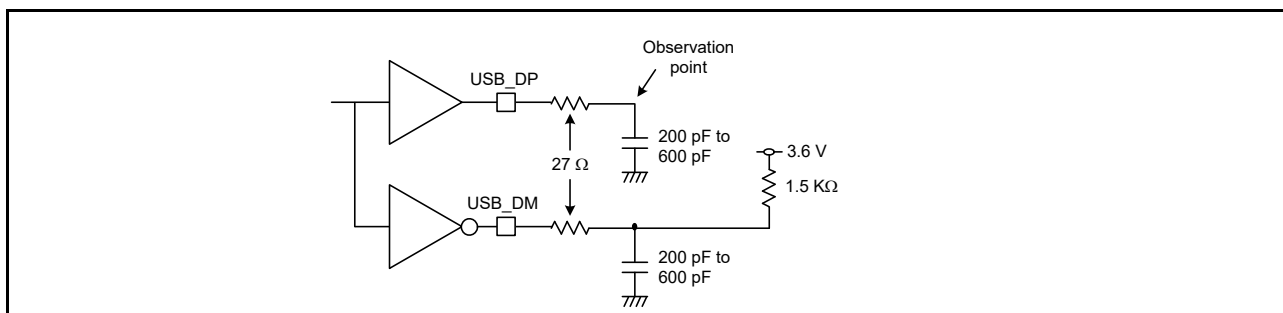 Observation
point
USB_DP
200 pF to
600 pF
27 Ω
3.6 V
1.5 KΩ
USB_DM
200 pF to
600 pF